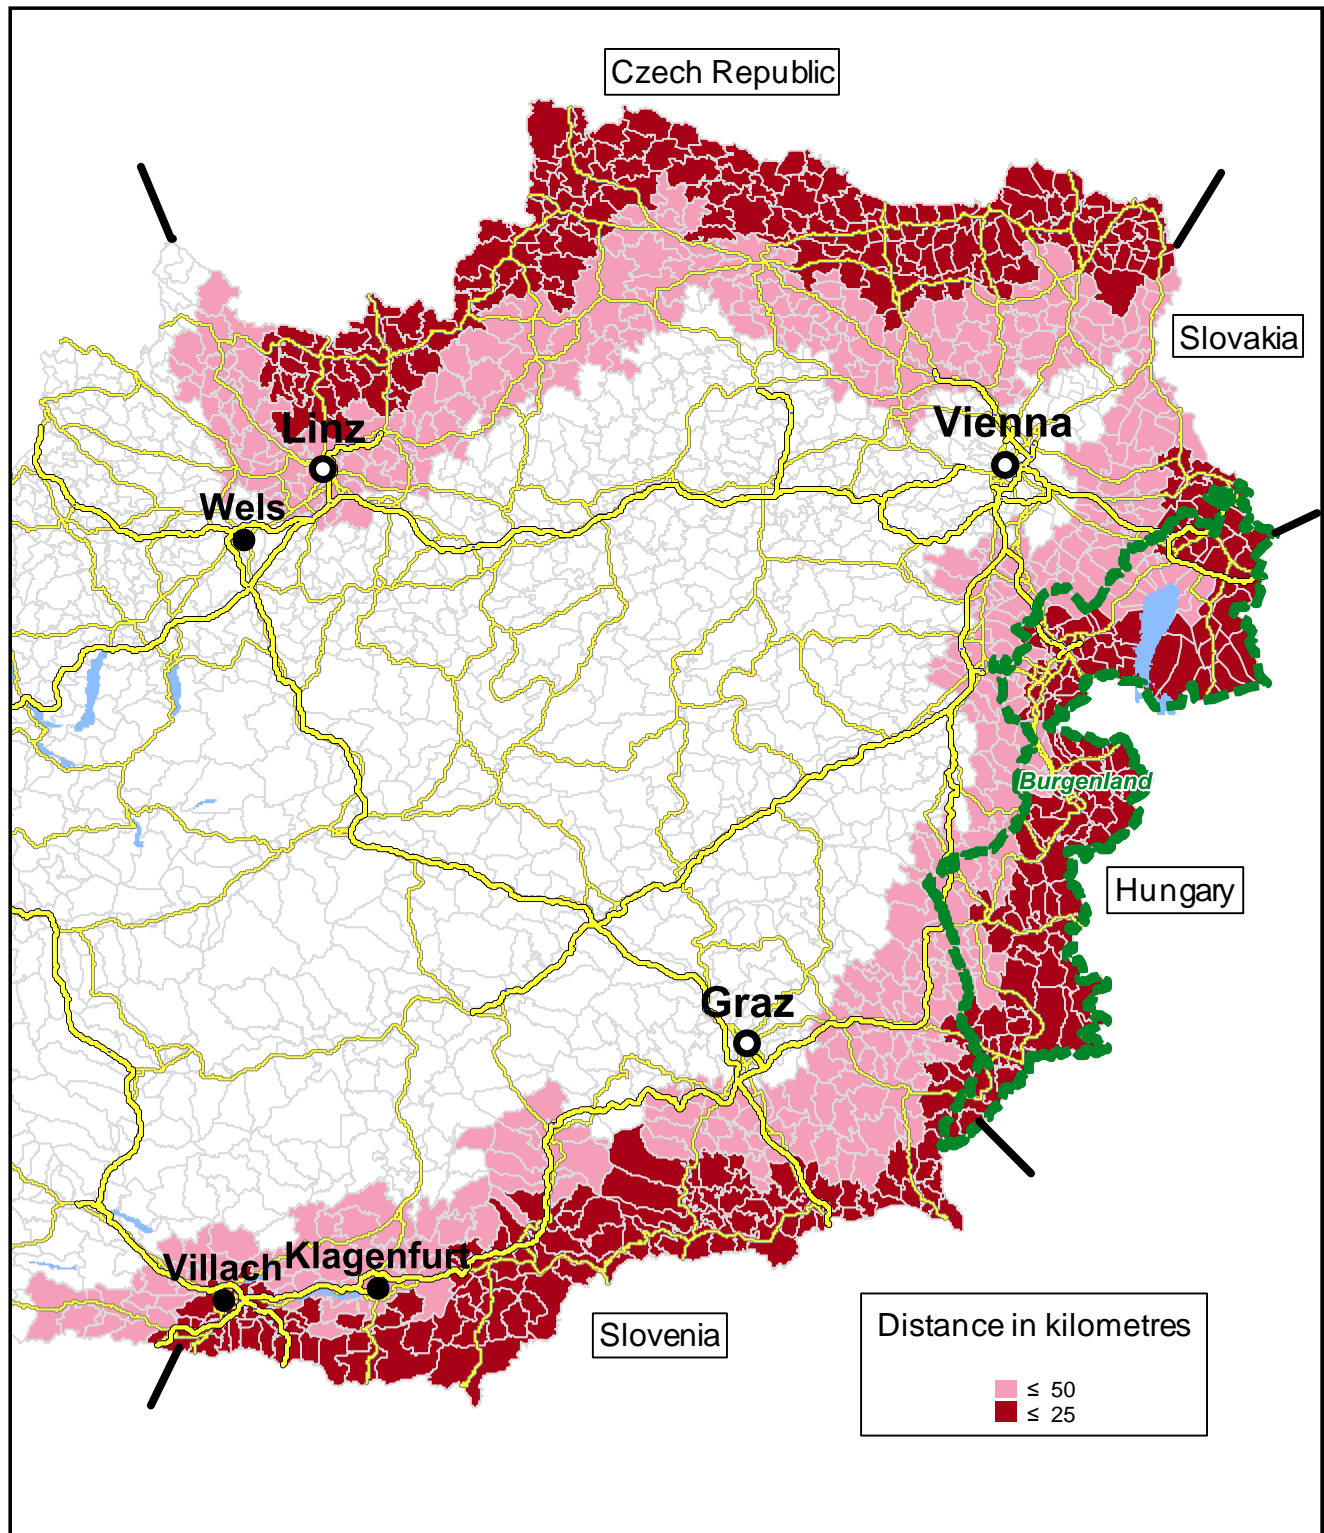 Czech Republic
Slovakia
Linz
Vienna
Wels
Burgenland
Hungary
Graz
Villach
Klagenfurt
Slovenia
Distance in kilometres
≤ 50
≤ 25